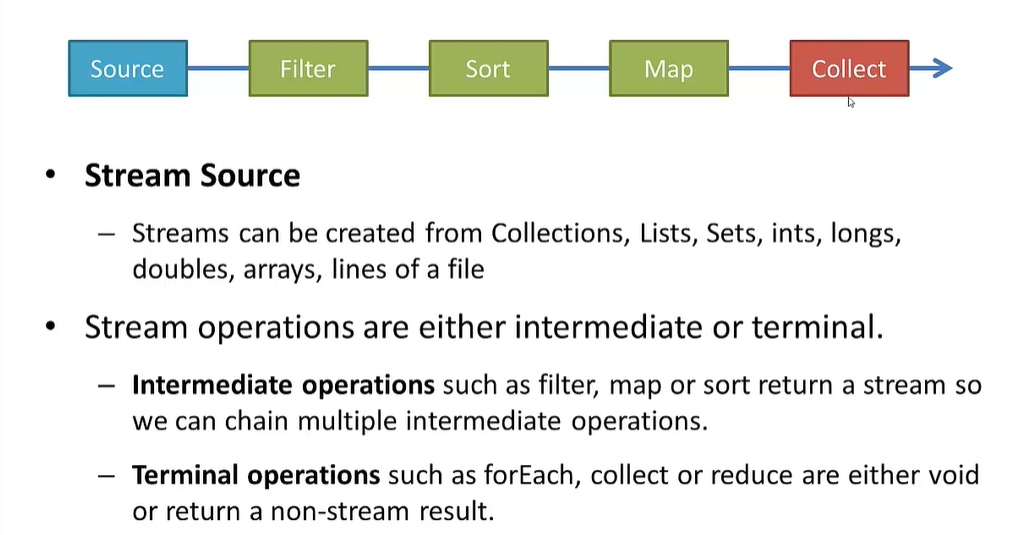 Source
Filter
Sort
Map
Collect
• Stream Source
– Streams can be created from Collections, Lists, Sets, ints, longs,
doubles, arrays, lines of a file
• Stream operations are either intermediate or terminal.
– Intermediate operations such as filter, map or sort return a stream so
we can chain multiple intermediate operations.
– Terminal operations such as forEach, collect or reduce are either void
or return a non-stream result.